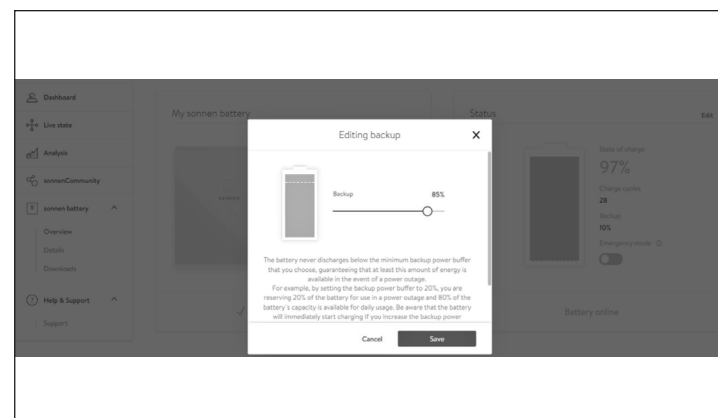 Dashboard
Live state
Analysis
sonnenCommunity
sonnen battery
Overview
Details
Downloads
Help & Support
Support
My sonnen battery
Editing backup
X
Backup 85%
The battery never discharges below the minimum backup power buffer
that you choose, guaranteeing that at least this amount of energy is
available in the event of a power outage.
For example, by setting the backup power buffer to 20%, you are
reserving 20% of the battery for use in a power outage and 80% of the
battery's capacity is available for daily usage. Be aware that the battery
will immediately start charging if you increase the backup power
Cancel Save
Status
Edit
State of charge
97%
Charge cycles
28
Backup
10%
Emergency mode
Battery online